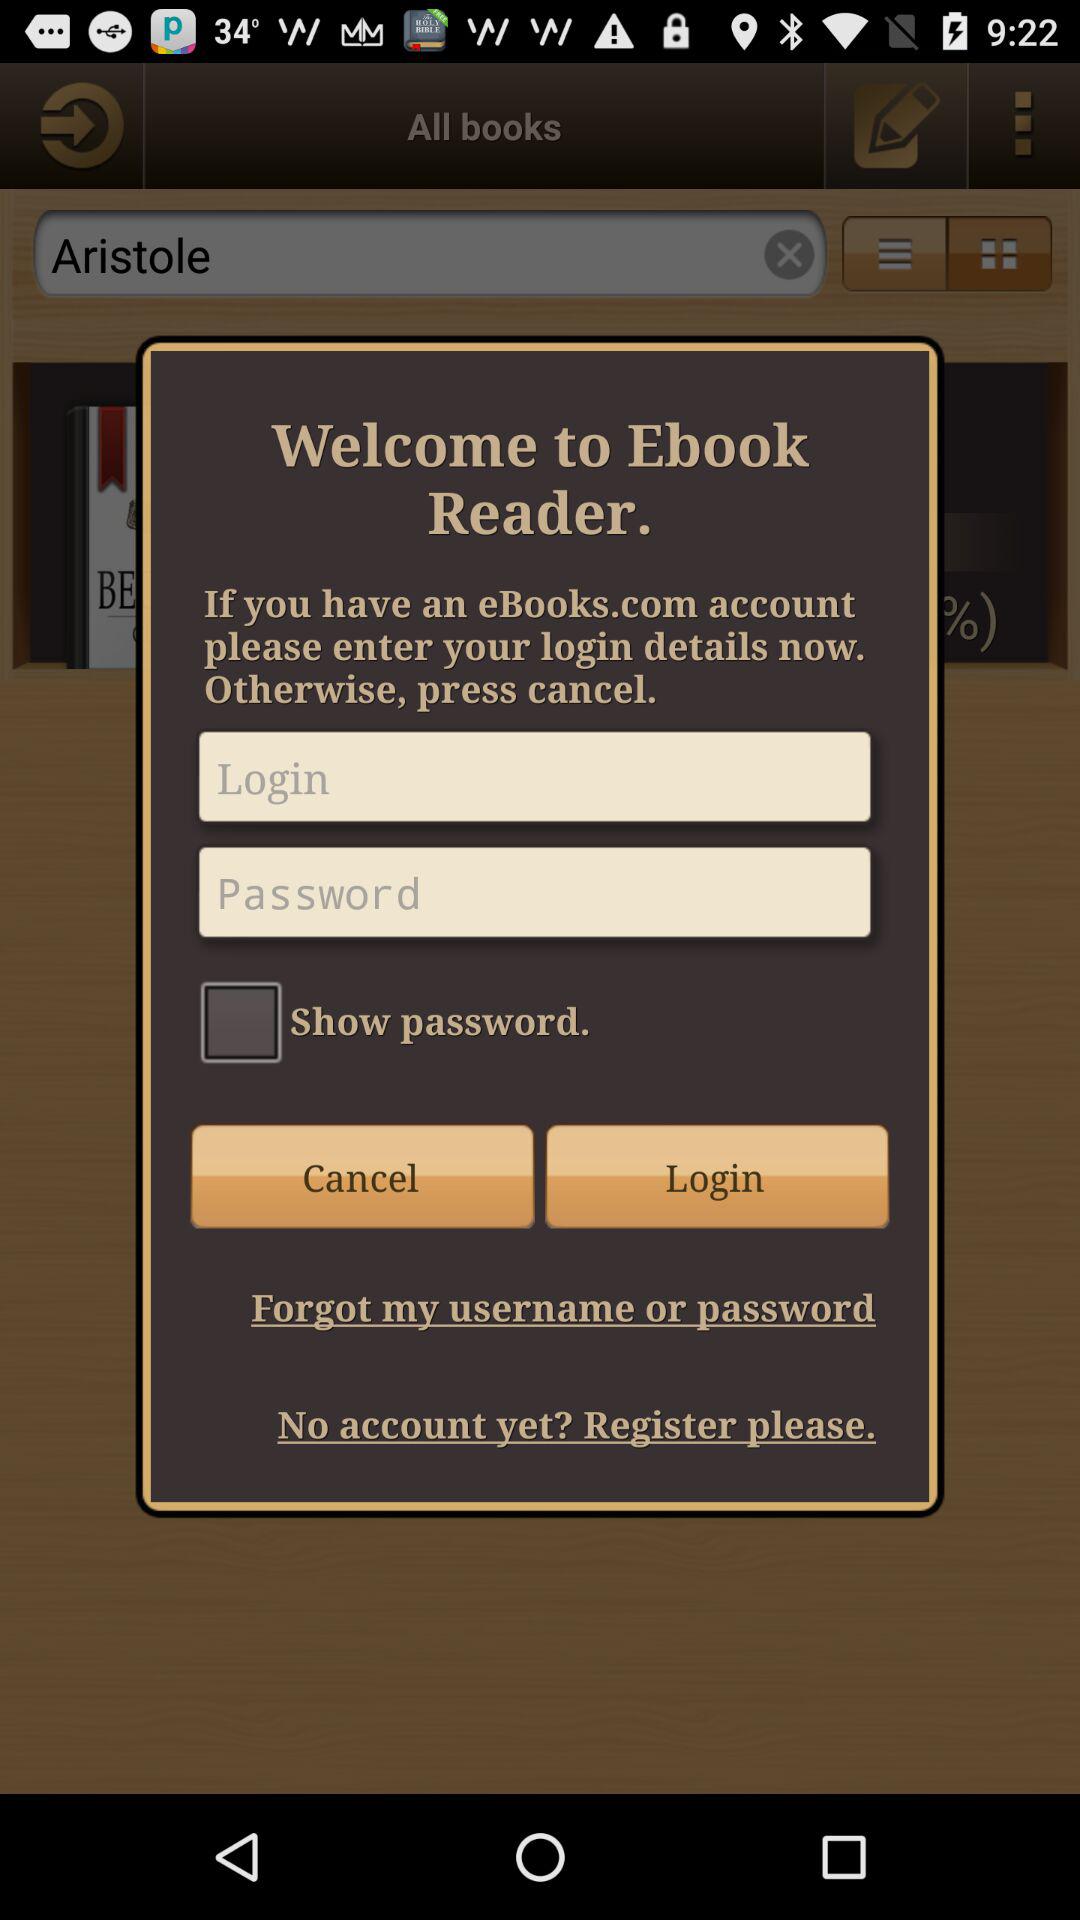 34° 9:22
All books
Aristole
BE
%)
Welcome to Ebook
Reader.
If you have an eBooks.com account
please enter your login details now.
Otherwise, press cancel.
Login
Password
Show password.
Cancel Login
Forgot my username or password
No account yet? Register please.